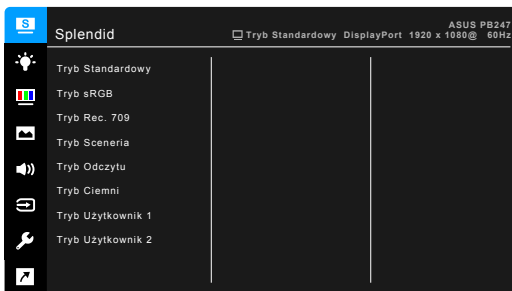 S
Splendid
ASUS PB247
Tryb Standardowy DisplayPort 1920 x 1080@ 60Hz
Tryb Standardowy
Tryb sRGB
Tryb Rec. 709
Tryb Sceneria
Tryb Odczytu
Tryb Ciemni
Tryb Użytkownik 1
Tryb Użytkownik 2